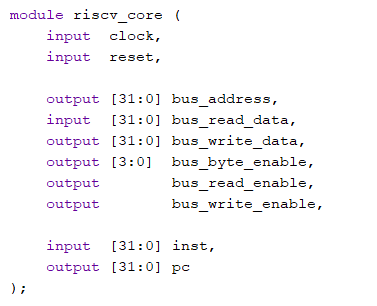 module riscv_core (
    input  clock,
    input  reset,

    output [31:0] bus_address,
    input  [31:0] bus_read_data,
    output [31:0] bus_write_data,
    output [3:0]  bus_byte_enable,
    output        bus_read_enable,
    output        bus_write_enable,

    input  [31:0] inst,
    output [31:0] pc
);